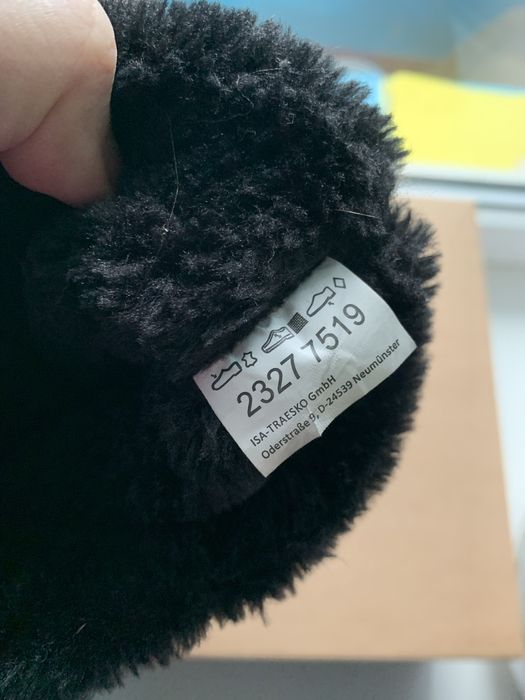 2327 7519
ISA-TRAESKO GmbH
Oderstraße 9, D-24539 Neumünster